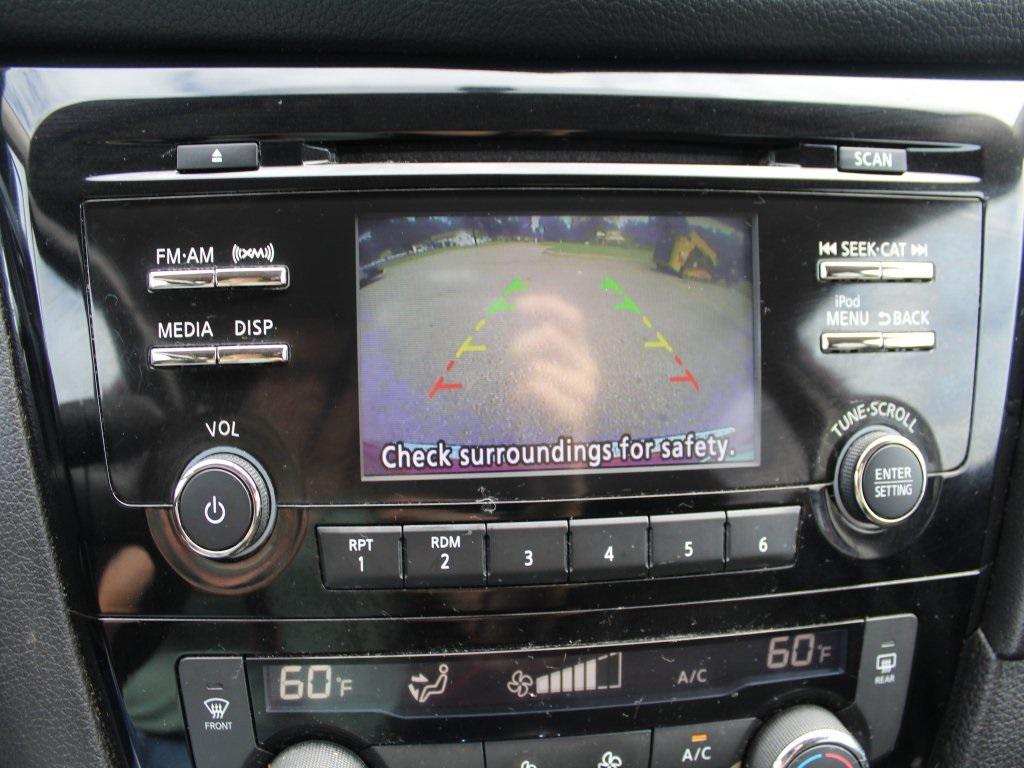 SCAN
FM·AM ((XM))
SEEK·CAT
iPod
MEDIA DISP
MENU BACK
VOL
TUNE·SCROLL
ENTER
SETTING
Check surroundings for safety.
RPT
1
RDM
2
3
4
5
6
60°F
A/C
60°F
FRONT
REAR
A/C